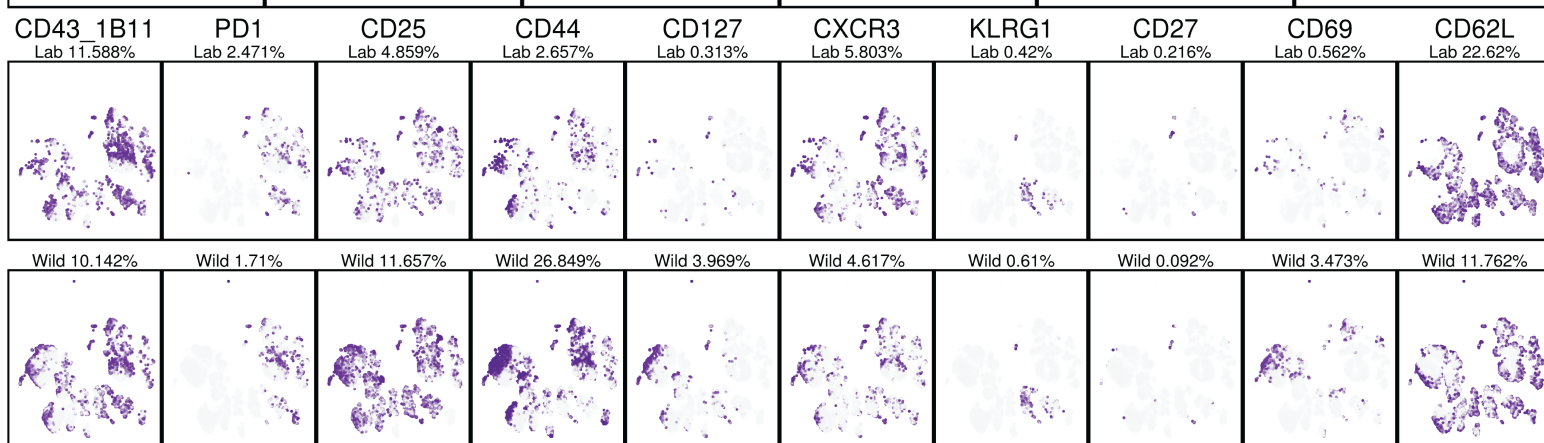 CD43_1B11 PD1 CD25 CD44 CD127 CXCR3 KLRG1 CD27 CD69 CD62L
Lab 11.588% Lab 2.471% Lab 4.859% Lab 2.657% Lab 0.313% Lab 5.803% Lab 0.42% Lab 0.216% Lab 0.562% Lab 22.62%
Wild 10.142% Wild 1.71% Wild 11.657% Wild 26.849% Wild 3.969% Wild 4.617% Wild 0.61% Wild 0.092% Wild 3.473% Wild 11.762%